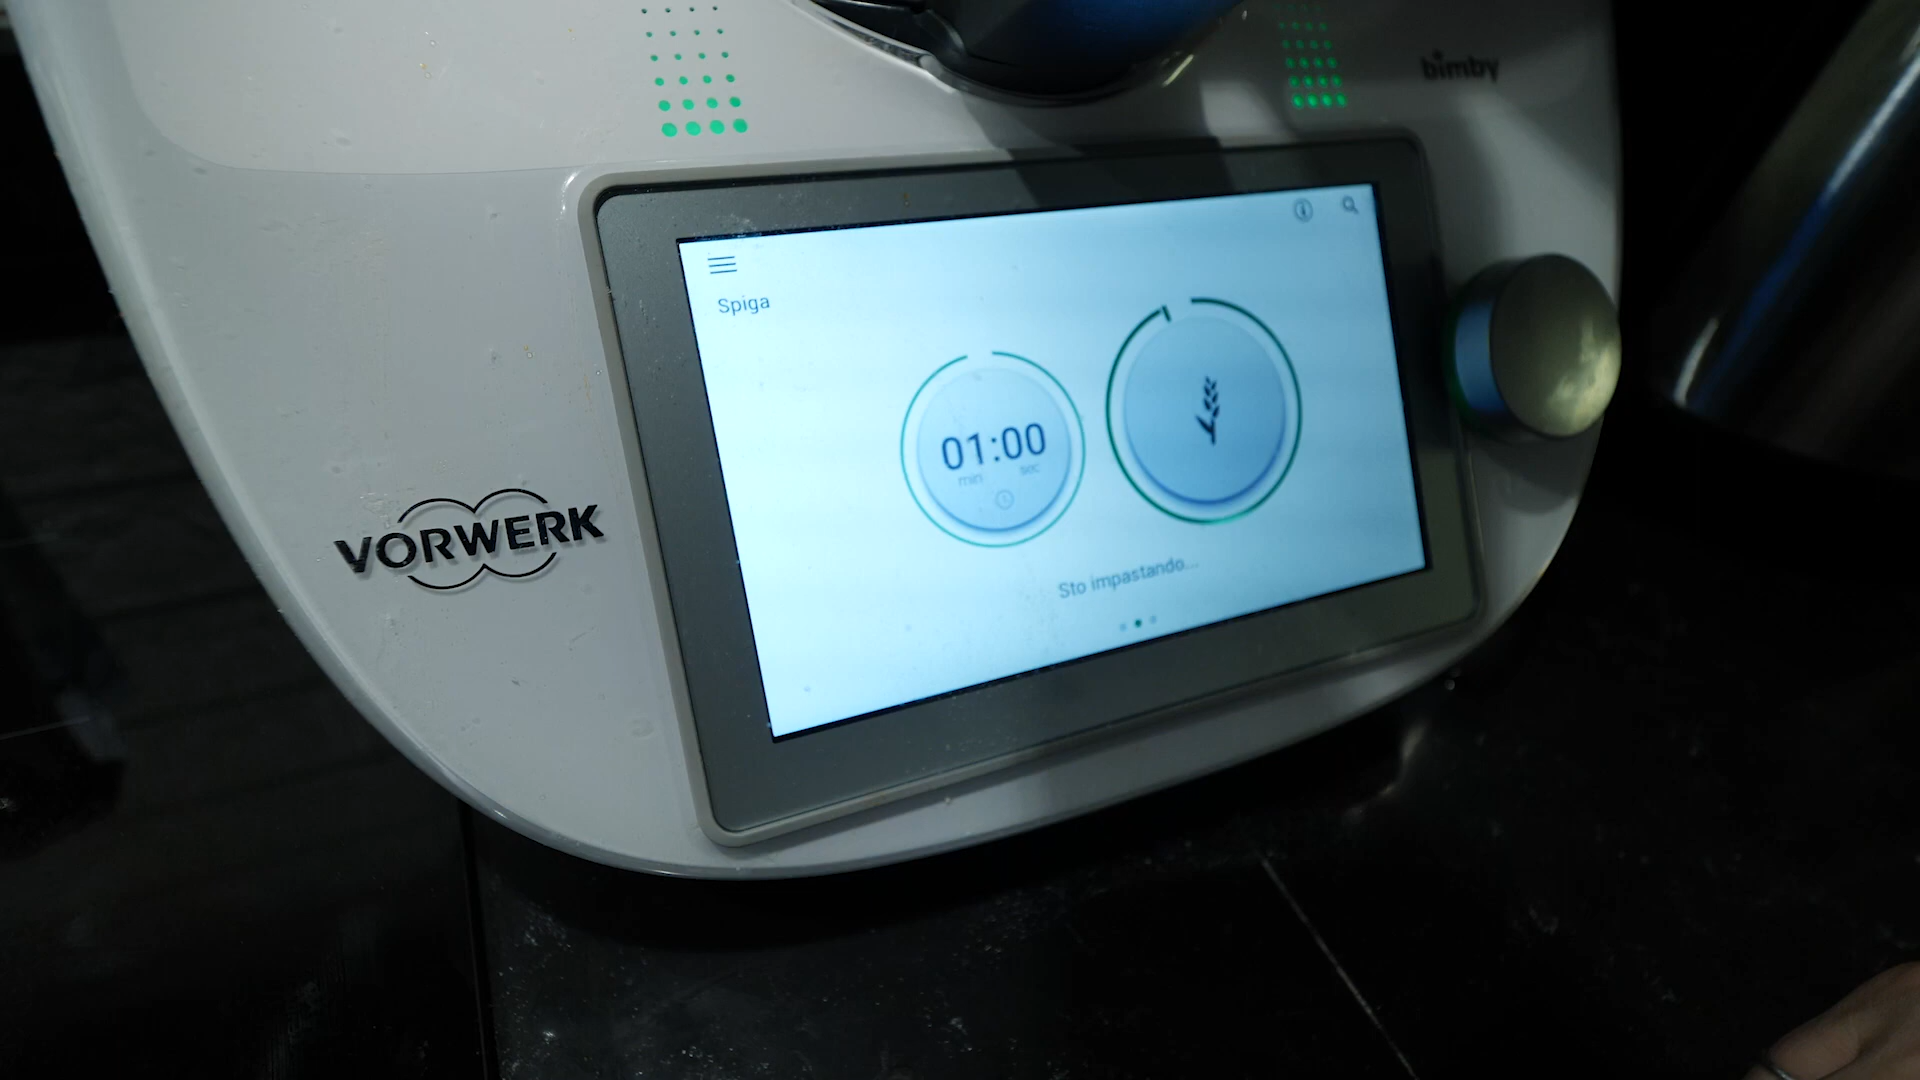 bimby
Spiga
01:00
min sec
Sto impastando...
VORWERK